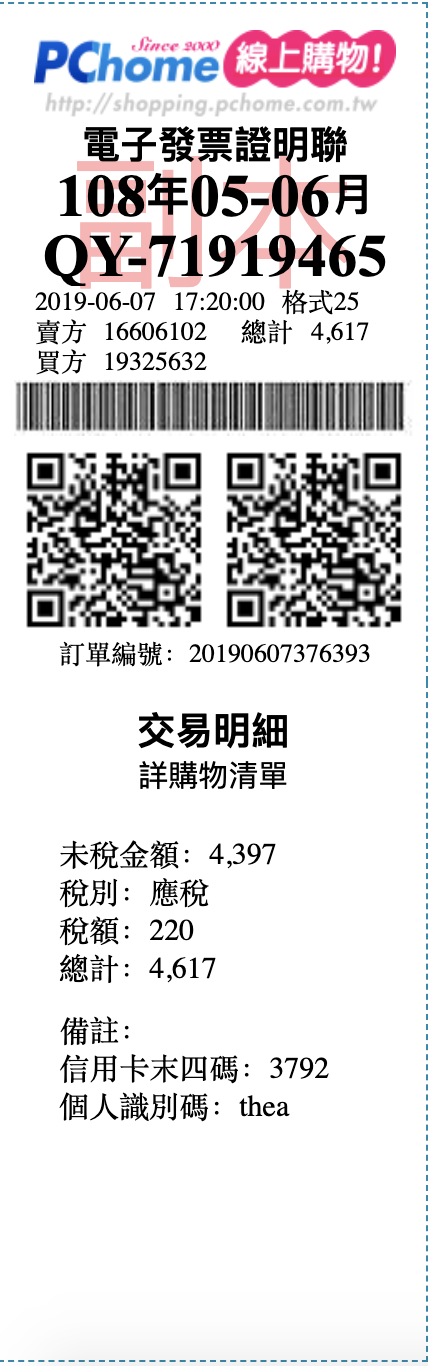 Since 2000
PChome 線上購物!
http://shopping.pchome.com.tw
電子發票證明聯
副本
108年05-06月
QY-71919465
2019-06-07 17:20:00 格式25
賣方 16606102 總計 4,617
買方 19325632
訂單編號：20190607376393
交易明細
詳購物清單
未稅金額：4,397
稅別：應稅
稅額：220
總計：4,617
備註：
信用卡末四碼：3792
個人識別碼：thea